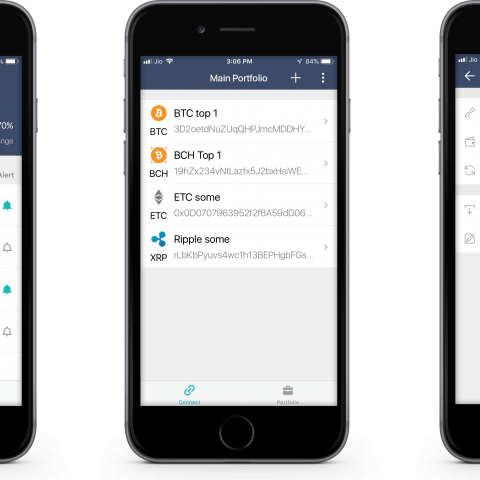 70%
nge
Alert
Jio 3:06 PM 84%
Main Portfolio
BTC top 1
BTC 3D2oetdNuZUqQHPJmcMDDHY...
BCH Top 1
BCH 19hZx234vNtLazfx5J2bxHsiWE...
ETC some
ETC 0x0D0707963952f2fBA59dD06...
Ripple some
XRP rLbKbPyuvs4wc1h13BEPHgbFGs...
Connect Portfolio
Jio